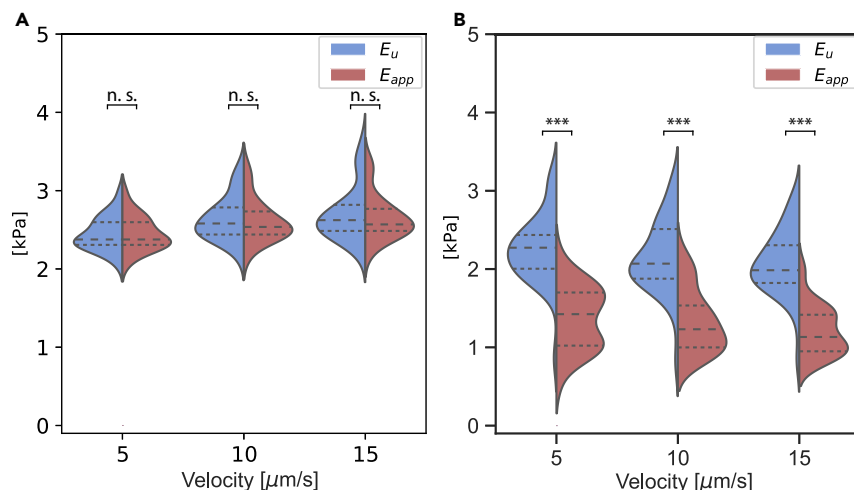 A
B
5
4
3
2
1
0
[kPa]
E_u
E_app
n. s.
n. s.
n. s.
5
10
15
Velocity [μm/s]
5
4
3
2
1
0
[kPa]
E_u
E_app
***
***
***
5
10
15
Velocity [μm/s]